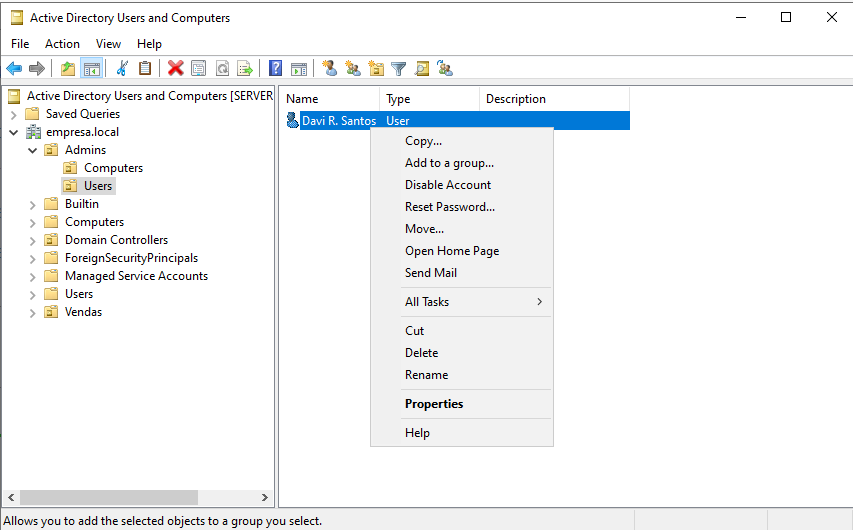 Active Directory Users and Computers
File Action View Help
Active Directory Users and Computers [SERVER
Saved Queries
empresa.local
Admins
Computers
Users
Builtin
Computers
Domain Controllers
ForeignSecurityPrincipals
Managed Service Accounts
Users
Vendas
Name Type Description
Davi R. Santos User
Copy...
Add to a group...
Disable Account
Reset Password...
Move...
Open Home Page
Send Mail
All Tasks
Cut
Delete
Rename
Properties
Help
Allows you to add the selected objects to a group you select.